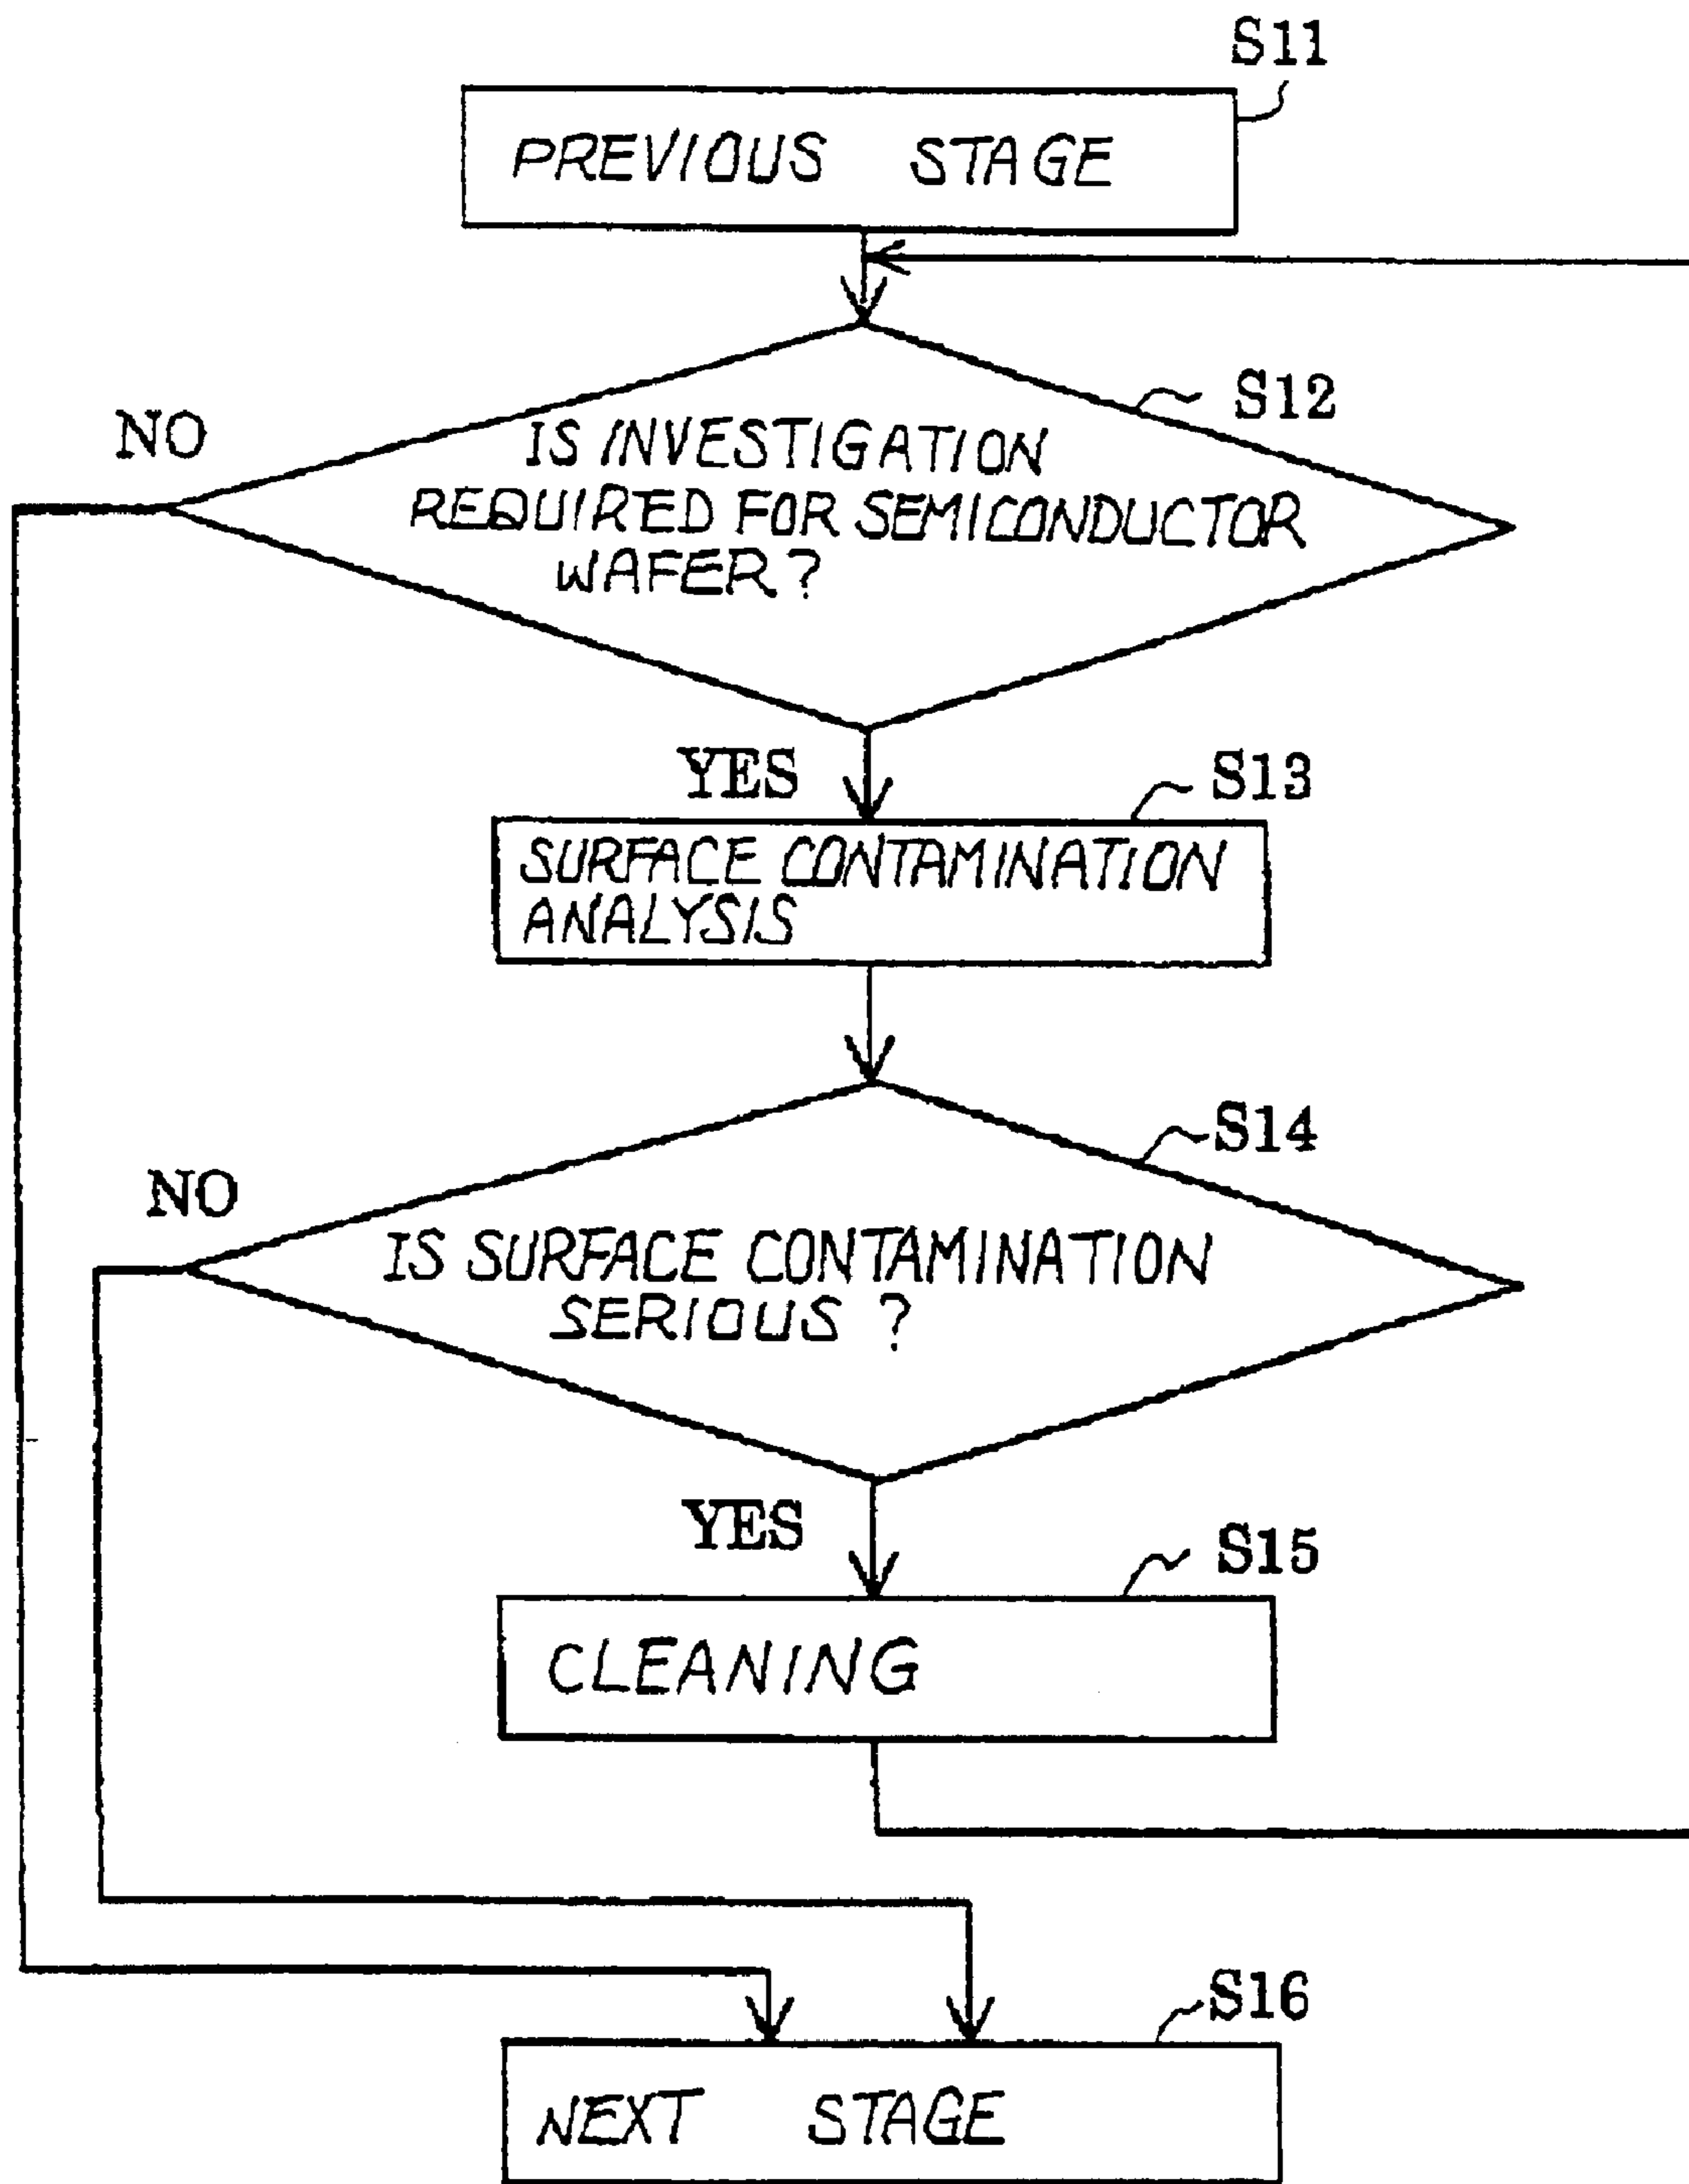 S11
PREVIOUS STAGE
S12
NO
IS INVESTIGATION
REQUIRED FOR SEMICONDUCTOR
WAFER?
YES
S13
SURFACE CONTAMINATION
ANALYSIS
S14
NO
IS SURFACE CONTAMINATION
SERIOUS ?
YES
S15
CLEANING
S16
NEXT STAGE